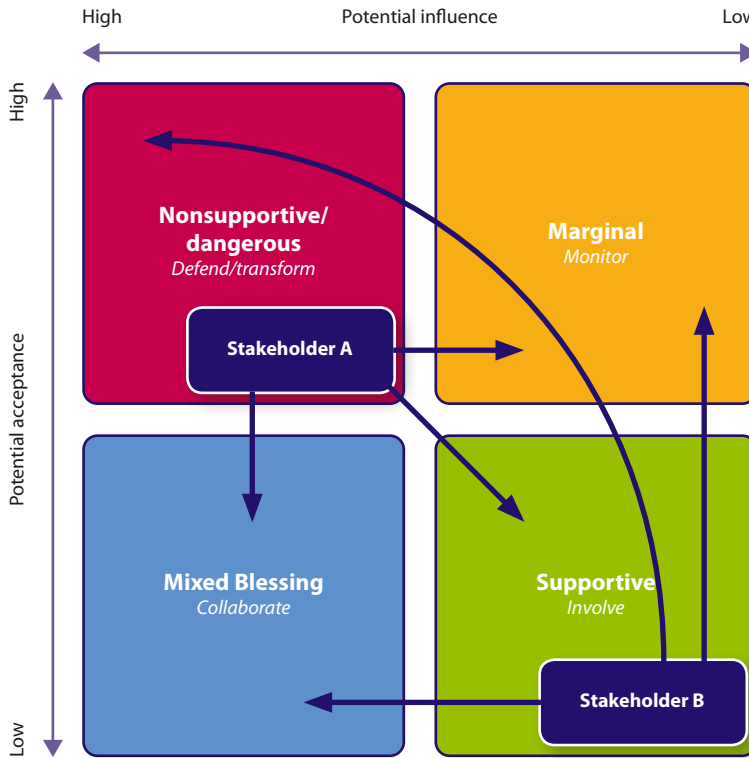 High Potential influence Low
High
Nonsupportive/
dangerous
Defend/transform
Marginal
Monitor
Stakeholder A
Potential acceptance
Mixed Blessing
Collaborate
Supportive
Involve
Stakeholder B
Low